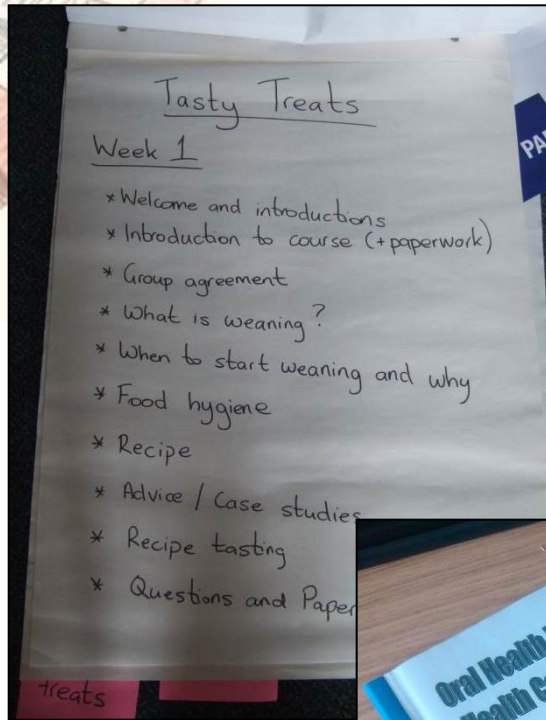 Tasty Treats
Week 1
* Welcome and introductions
* Introduction to course (+paperwork)
* Group agreement
* What is weaning?
* When to start weaning and why
* Food hygiene
* Recipe
* Advice / Case studies
* Recipe tasting
* Questions and Paper
treats
Oral Health